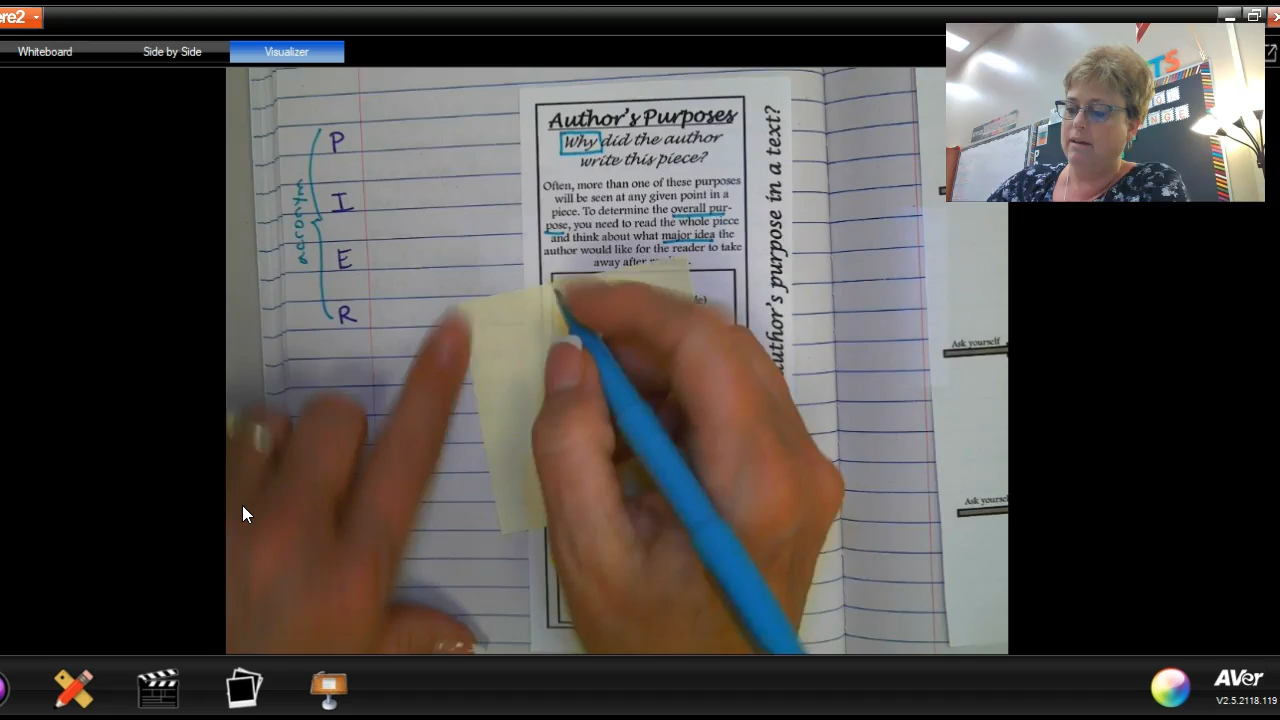 ere2
Whiteboard
Side by Side
Visualizer
TS
acronym
P
I
E
R
Author's Purposes
Why did the author
write this piece?
Often, more than one of these purposes
will be seen at any given point in a
piece. To determine the overall pur-
pose, you need to read the whole piece
and think about what major idea the
author would like for the reader to take
away after
author's purpose in a text?
Ask yourself
Ask yourself
AVer
V2.5.2118.119